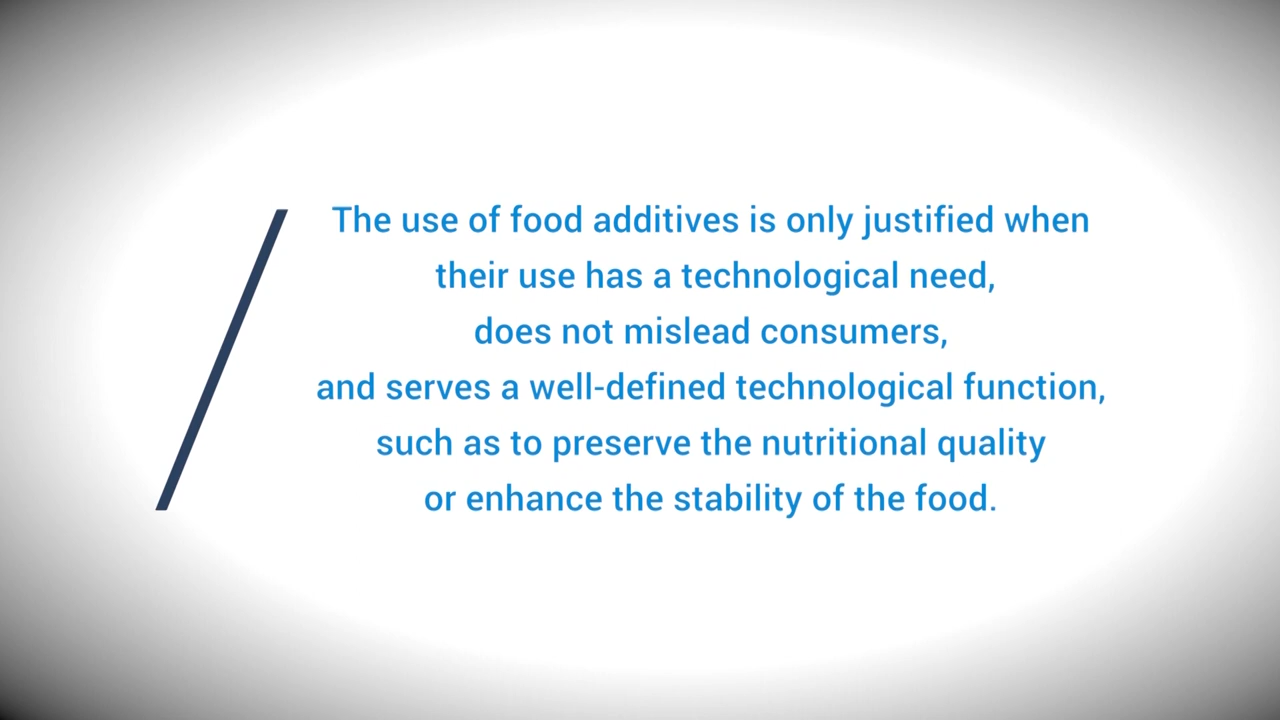 The use of food additives is only justified when
their use has a technological need,
does not mislead consumers,
and serves a well-defined technological function,
such as to preserve the nutritional quality
or enhance the stability of the food.